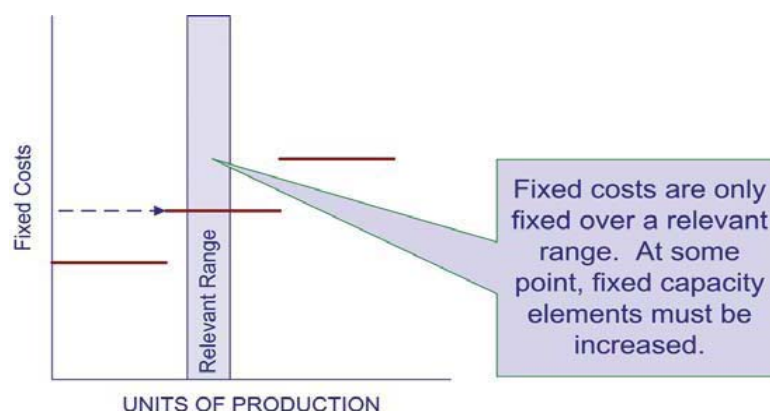 Fixed Costs
Relevant Range
Fixed costs are only
fixed over a relevant
range. At some
point, fixed capacity
elements must be
increased.
UNITS OF PRODUCTION